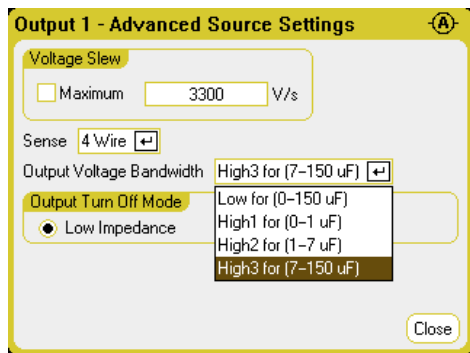 Output 1 - Advanced Source Settings
A
Voltage Slew
Maximum 3300 V/s
Sense 4 Wire
Output Voltage Bandwidth High3 for (7-150 uF)
Low for (0-150 uF)
High1 for (0-1 uF)
High2 for (1-7 uF)
High3 for (7-150 uF)
Output Turn Off Mode
Low Impedance
Close